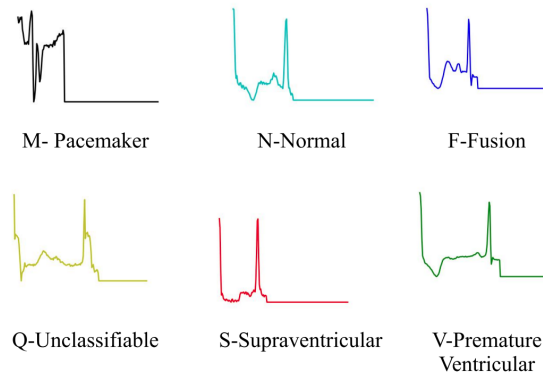 M- Pacemaker
N-Normal
F-Fusion
Q-Unclassifiable
S-Supraventricular
V-Premature
Ventricular